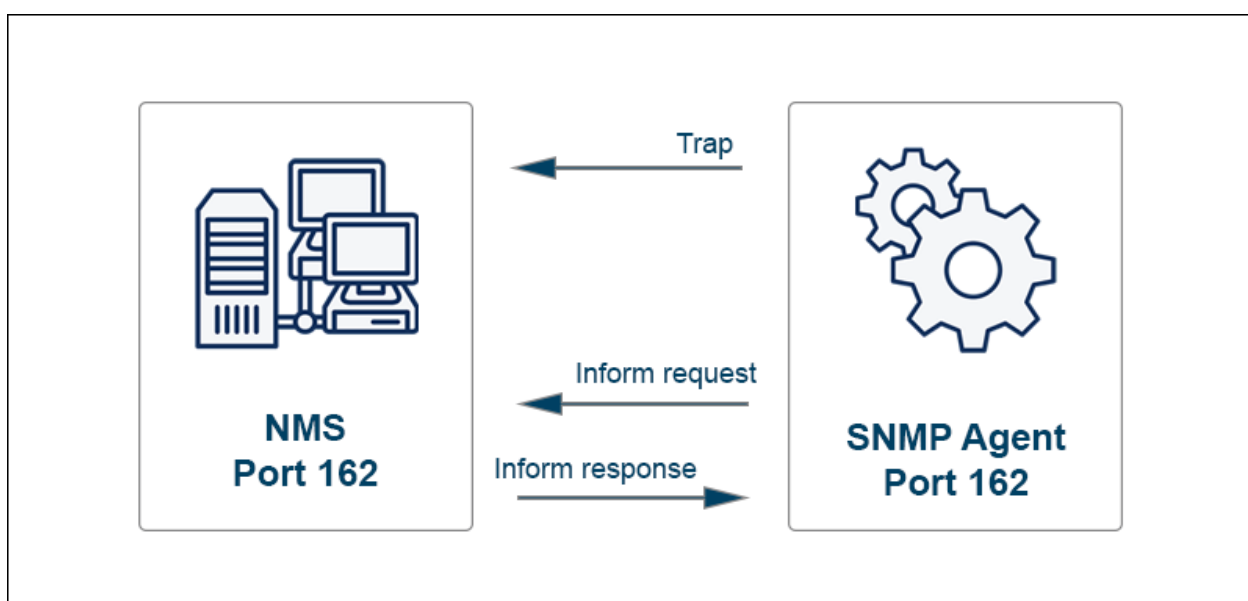 Trap
Inform request
NMS
Port 162
Inform response
SNMP Agent
Port 162